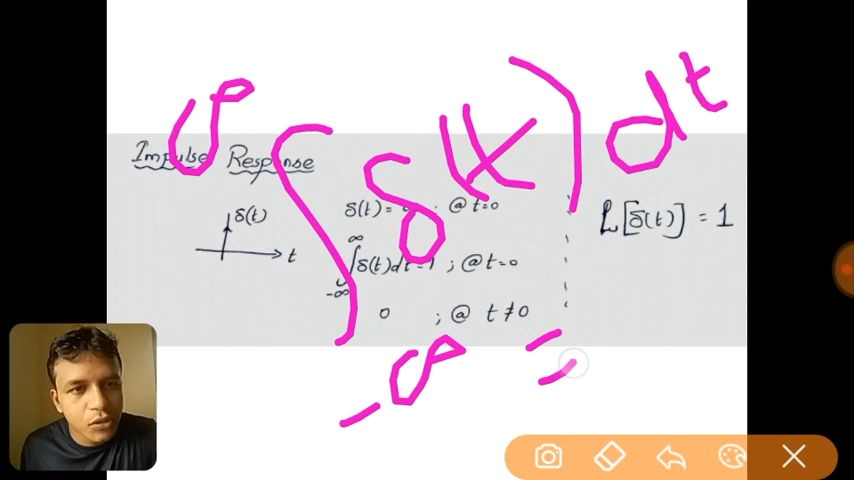 ∞
∫ δ(t) dt
-∞ =
Impulse Response
δ(t)
t
δ(t)= ; @ t=0
∞
∫ δ(t)dt=1 ; @ t=0
-∞
0 ; @ t≠0
L[δ(t)] = 1